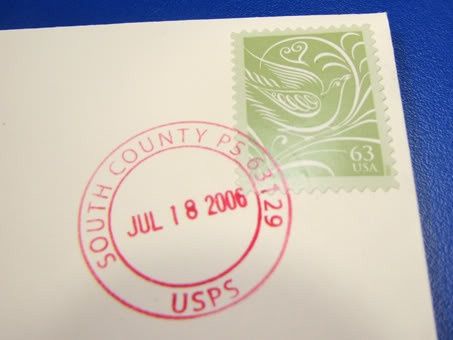 63
USA
SOUTH COUNTY PS 63129
JUL 18 2006
USPS